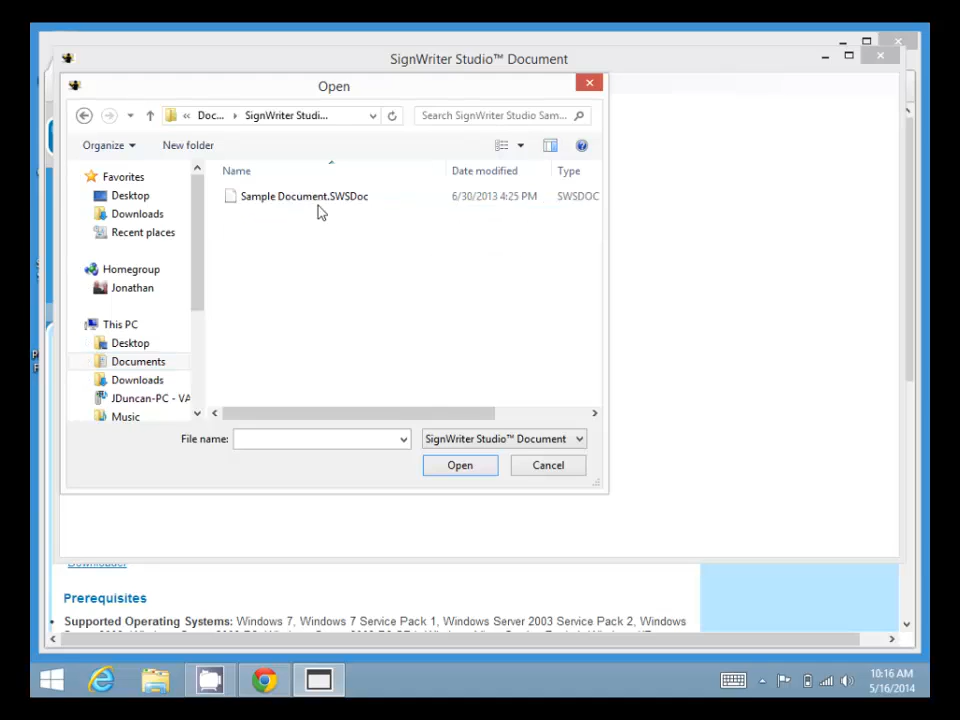 SignWriter Studio™ Document
Open
« Doc... SignWriter Studi...
Search SignWriter Studio Sam...
Organize
New folder
Name
Date modified
Type
Favorites
Sample Document.SWSDoc
6/30/2013 4:25 PM
SWSDOC
Desktop
Downloads
Recent places
Homegroup
Jonathan
This PC
Desktop
Documents
Downloads
JDuncan-PC - VA
Music
File name:
SignWriter Studio™ Document
Open
Cancel
Downloader
Prerequisites
Supported Operating Systems: Windows 7, Windows 7 Service Pack 1, Windows Server 2003 Service Pack 2, Windows
10:16 AM
5/16/2014